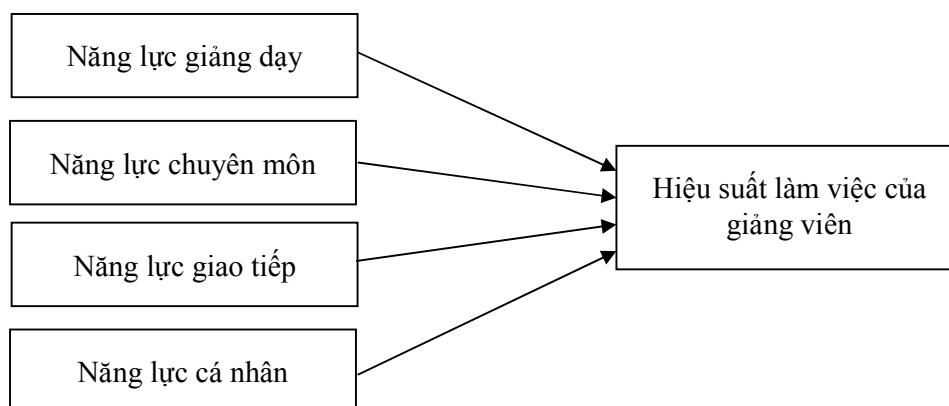 Năng lực giảng dạy
Năng lực chuyên môn
Năng lực giao tiếp
Năng lực cá nhân
Hiệu suất làm việc của
giảng viên